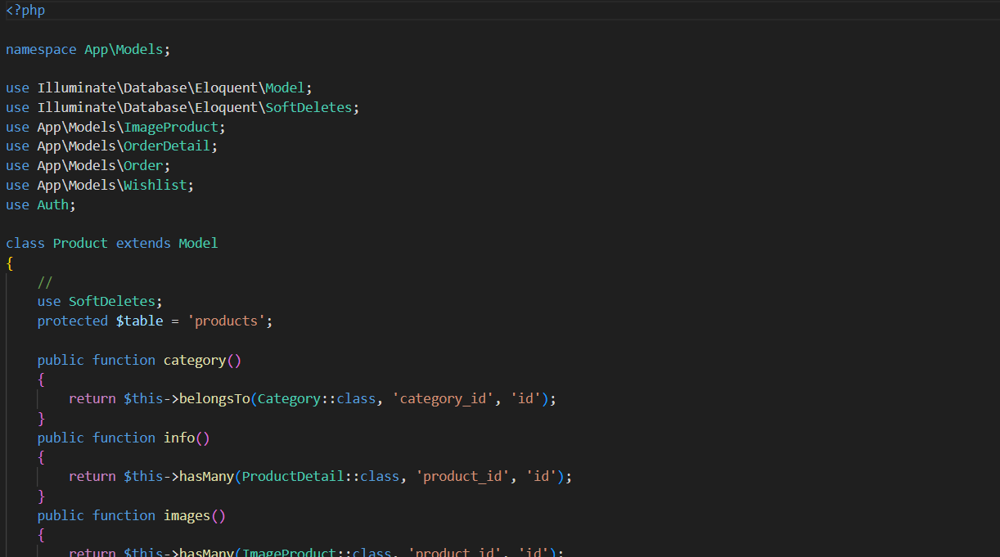 <?php
namespace App\Models;
use Illuminate\Database\Eloquent\Model;
use Illuminate\Database\Eloquent\SoftDeletes;
use App\Models\ImageProduct;
use App\Models\OrderDetail;
use App\Models\Order;
use App\Models\Wishlist;
use Auth;
class Product extends Model
{
    //
    use SoftDeletes;
    protected $table = 'products';
    public function category()
    {
        return $this->belongsTo(Category::class, 'category_id', 'id');
    }
    public function info()
    {
        return $this->hasMany(ProductDetail::class, 'product_id', 'id');
    }
    public function images()
    {
        return $this->hasMany(ImageProduct::class, 'product_id', 'id');